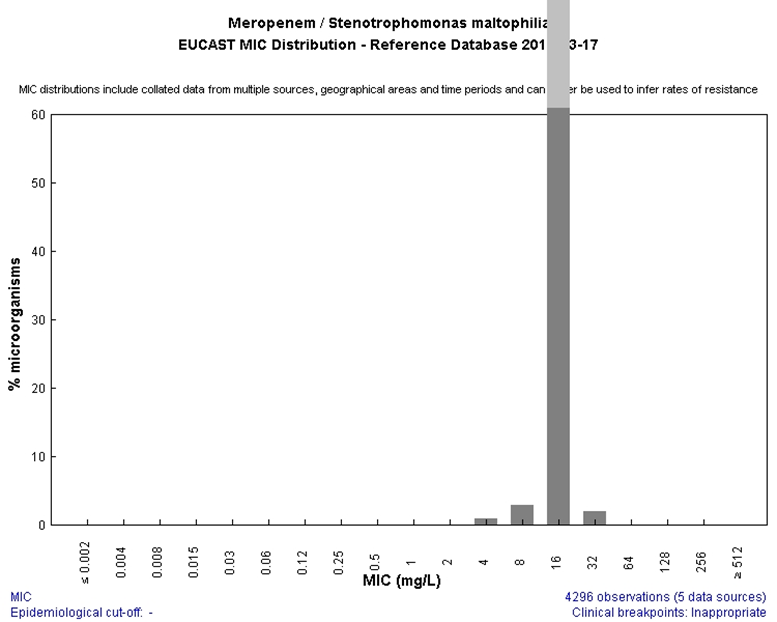 Meropenem / Stenotrophomonas maltophilia
EUCAST MIC Distribution - Reference Database 201 3-17
MIC distributions include collated data from multiple sources, geographical areas and time periods and can er be used to infer rates of resistance
60
50
40
30
20
10
0
% microorganisms
≤ 0.002
0.004
0.008
0.015
0.03
0.06
0.12
0.25
0.5
1
2
4
8
16
32
64
128
256
≥ 512
MIC (mg/L)
MIC
Epidemiological cut-off: -
4296 observations (5 data sources)
Clinical breakpoints: Inappropriate